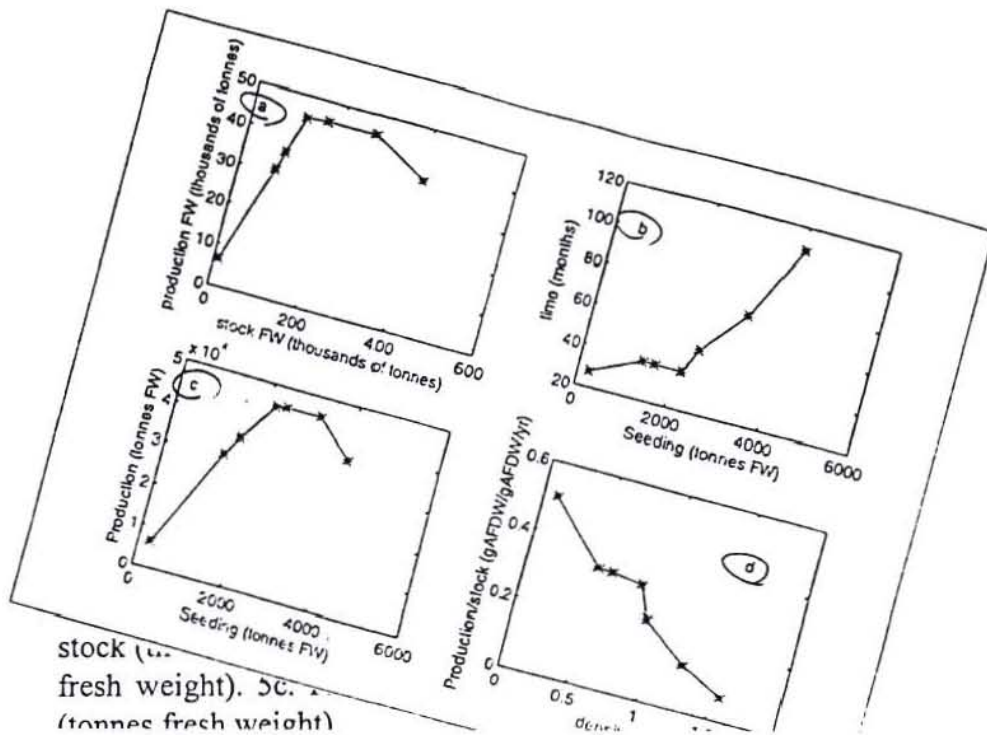 a
50
40
30
20
10
0
production FW (thousands of tonnes)
0
200
400
600
stock FW (thousands of tonnes)
b
120
100
80
60
40
20
time (months)
0
2000
4000
6000
Seeding (tonnes FW)
c
5 × 10⁴
4
3
2
1
0
Production (tonnes FW)
0
2000
4000
6000
Seeding (tonnes FW)
d
0.6
0.4
0.2
0
Production/stock (gAFDW/gAFDW/yr)
0
0.5
1
stock (
fresh weight). 5c.
(tonnes fresh weight)